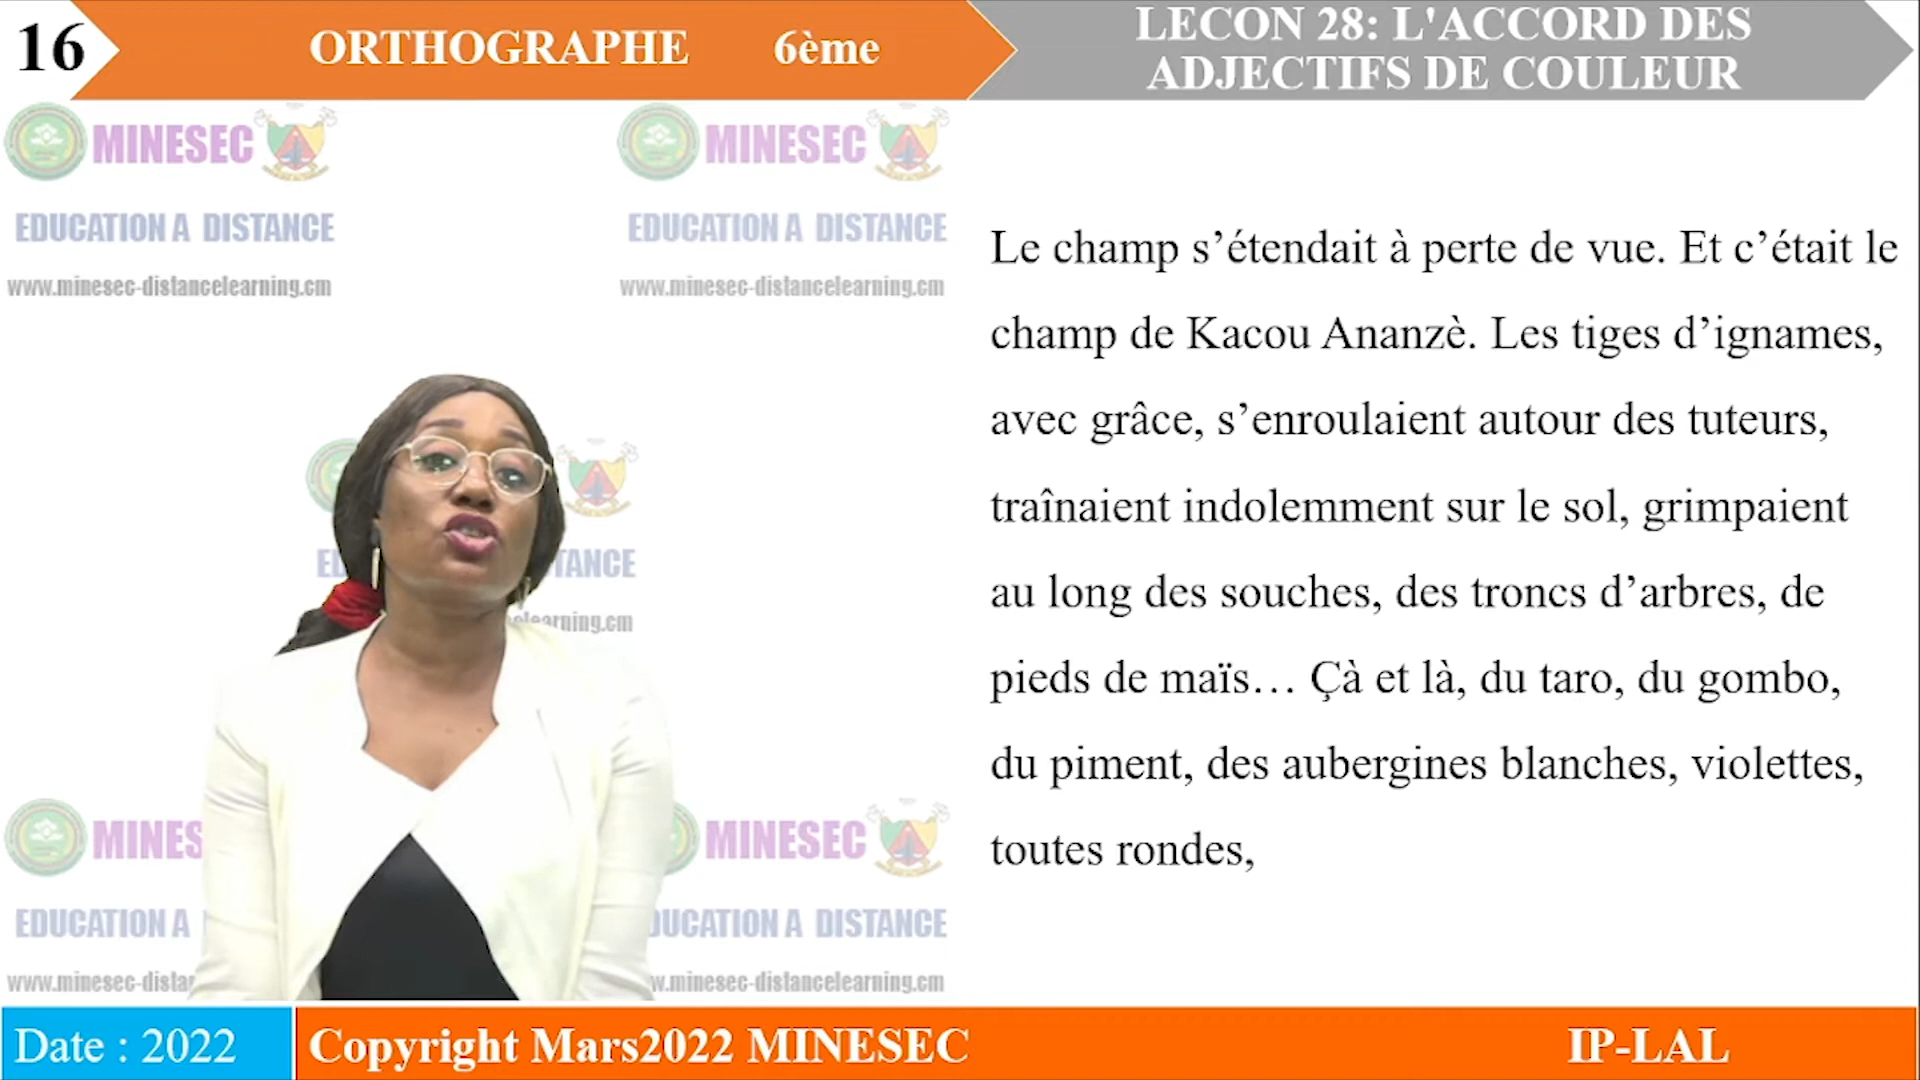 16
ORTHOGRAPHE 6ème
LECON 28: L'ACCORD DES
ADJECTIFS DE COULEUR
MINESEC
MINESEC
EDUCATION A DISTANCE
EDUCATION A DISTANCE
www.minesec-distancelearning.cm
www.minesec-distancelearning.cm
Le champ s’étendait à perte de vue. Et c’était le
champ de Kacou Ananzè. Les tiges d’ignames,
avec grâce, s’enroulaient autour des tuteurs,
traînaient indolemment sur le sol, grimpaient
au long des souches, des troncs d’arbres, de
pieds de maïs… Çà et là, du taro, du gombo,
du piment, des aubergines blanches, violettes,
toutes rondes,
MINES
MINESEC
EDUCATION A
DUCATION A DISTANCE
www.minesec-distan
w.minesec-distancelearning.cm
Date : 2022
Copyright Mars2022 MINESEC
IP-LAL